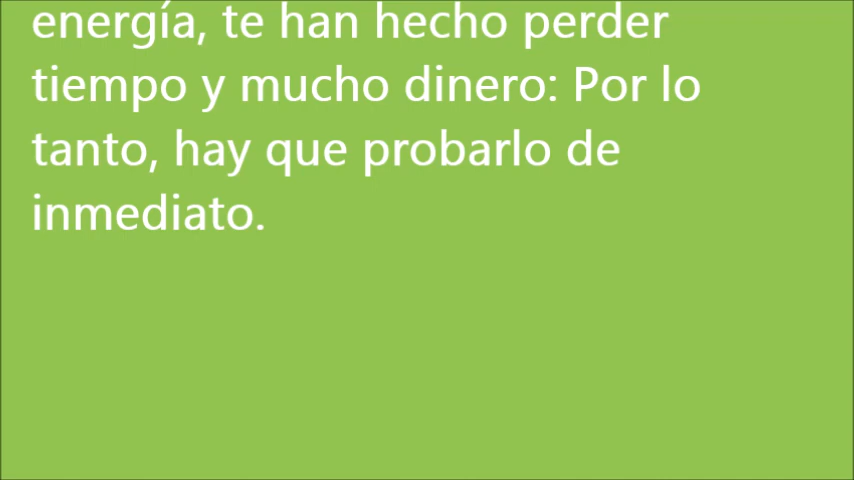 energía, te han hecho perder
tiempo y mucho dinero: Por lo
tanto, hay que probarlo de
inmediato.